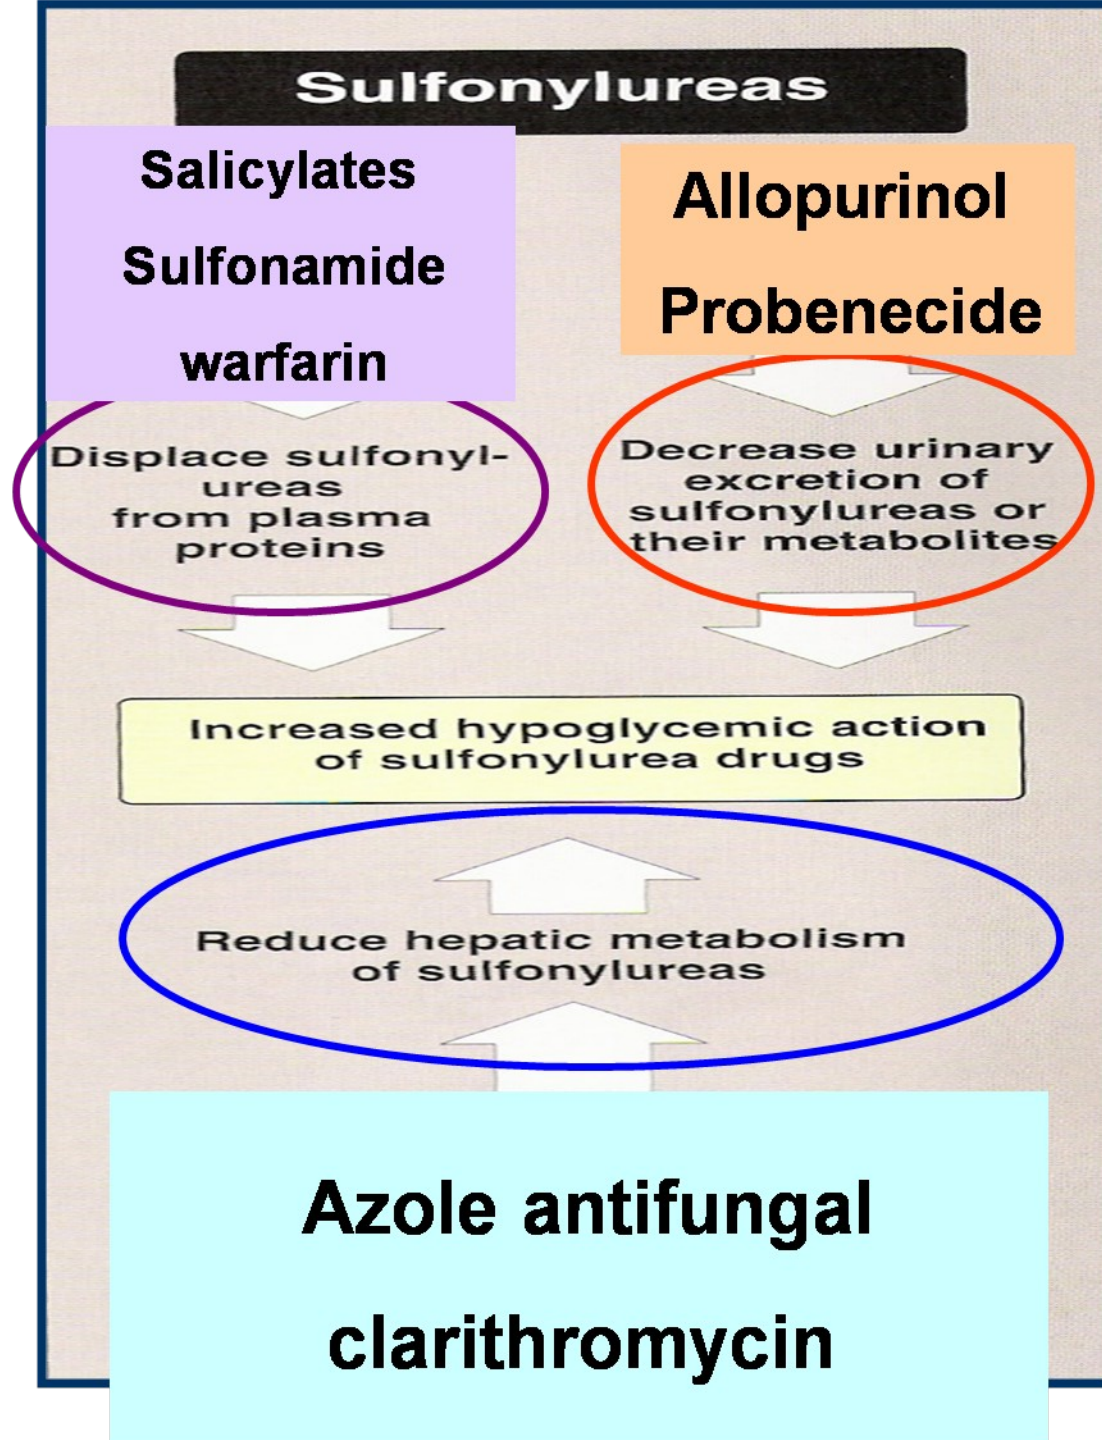 Sulfonylureas
Salicylates
Sulfonamide
warfarin
Allopurinol
Probenecide
Displace sulfonyl-
ureas
from plasma
proteins
Decrease urinary
excretion of
sulfonylureas or
their metabolites
Increased hypoglycemic action
of sulfonylurea drugs
Reduce hepatic metabolism
of sulfonylureas
Azole antifungal
clarithromycin